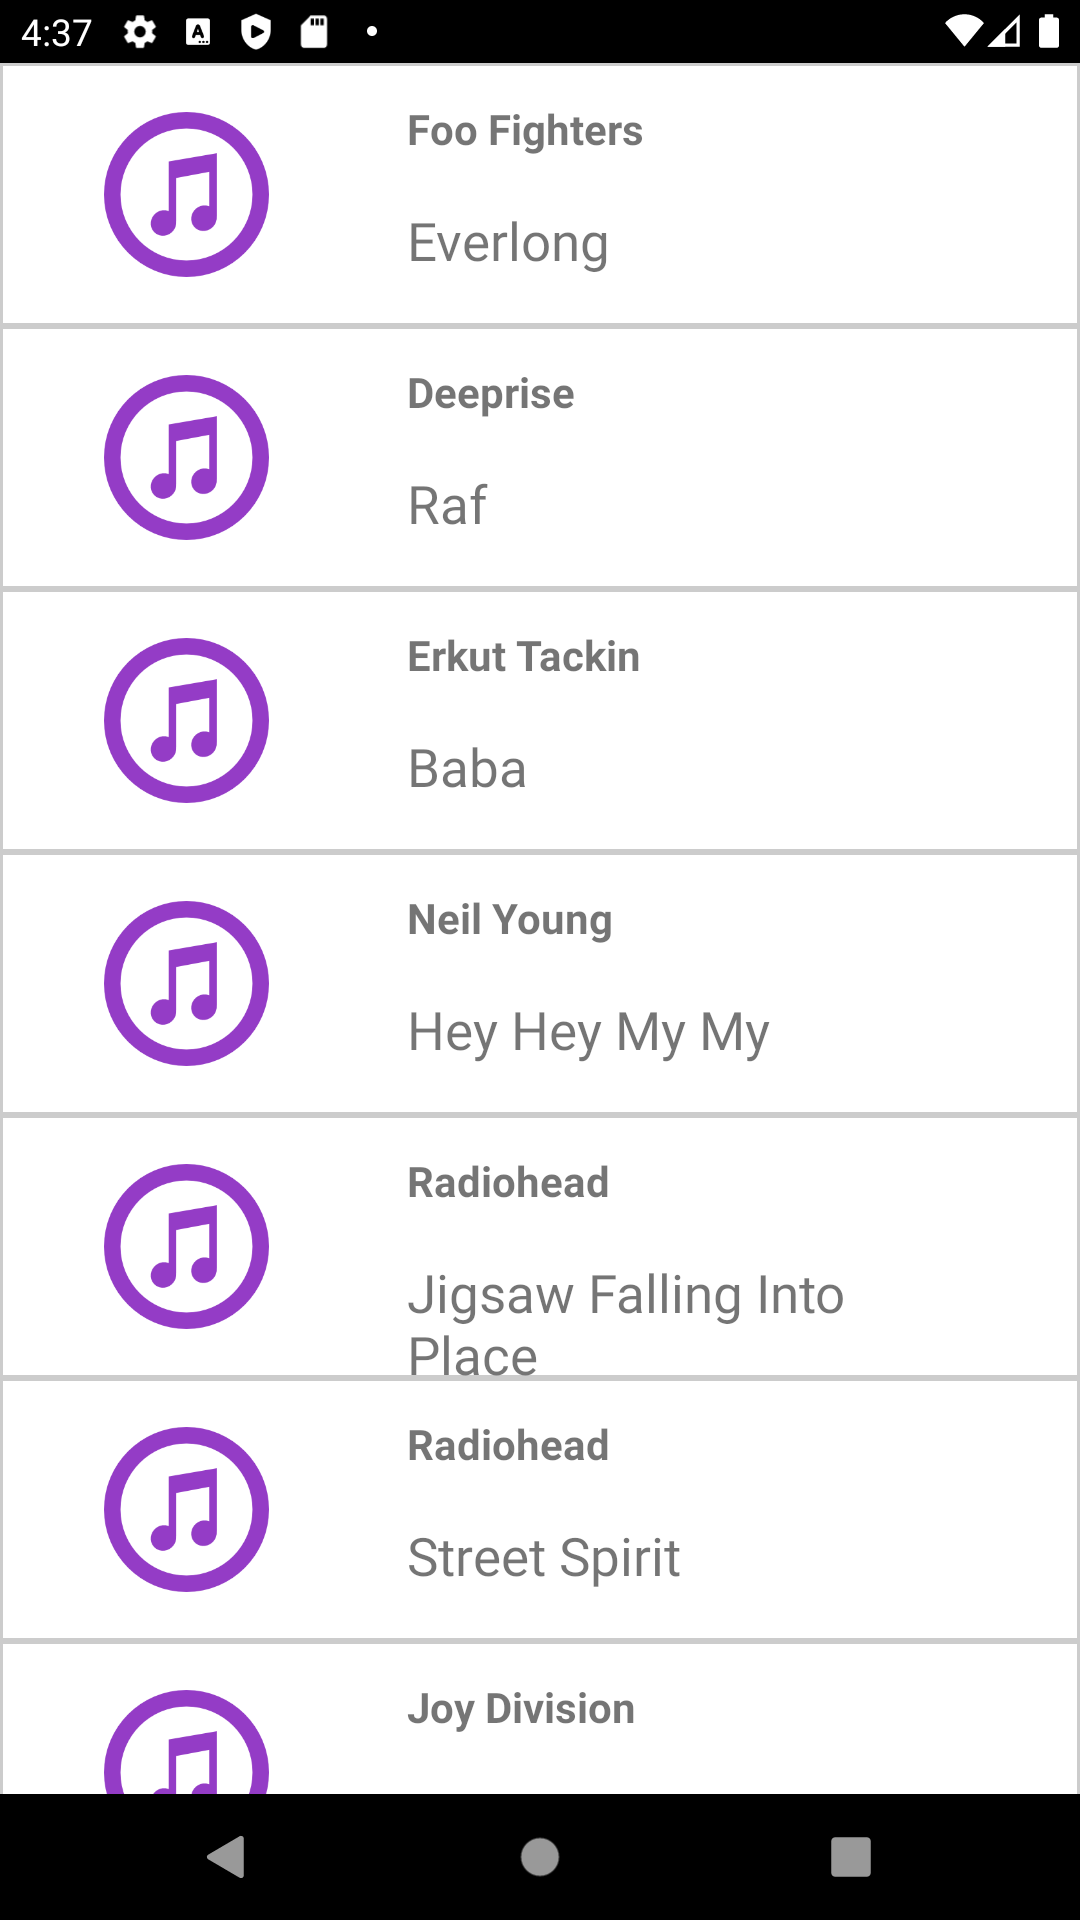 4:37
Foo Fighters
Everlong
Deeprise
Raf
Erkut Tackin
Baba
Neil Young
Hey Hey My My
Radiohead
Jigsaw Falling Into
Place
Radiohead
Street Spirit
Joy Division